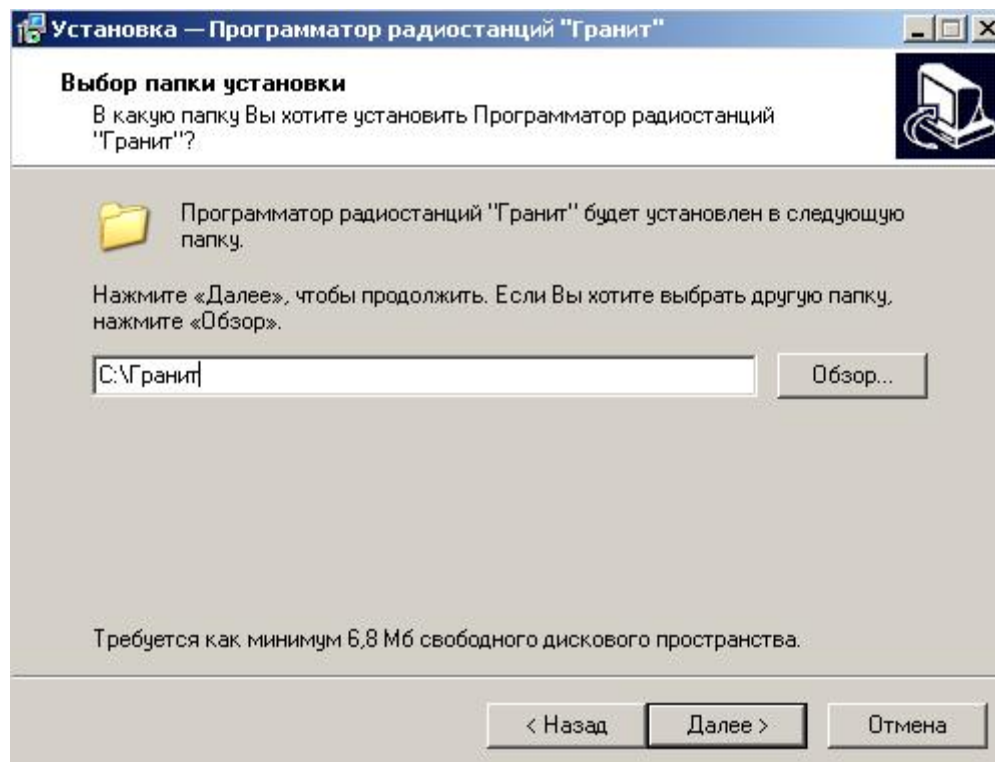 Установка — Программатор радиостанций "Гранит"
Выбор папки установки
В какую папку Вы хотите установить Программатор радиостанций
"Гранит"?
Программатор радиостанций "Гранит" будет установлен в следующую
папку.
Нажмите «Далее», чтобы продолжить. Если Вы хотите выбрать другую папку,
нажмите «Обзор».
C:\Гранит
Обзор...
Требуется как минимум 6,8 Мб свободного дискового пространства.
< Назад
Далее >
Отмена